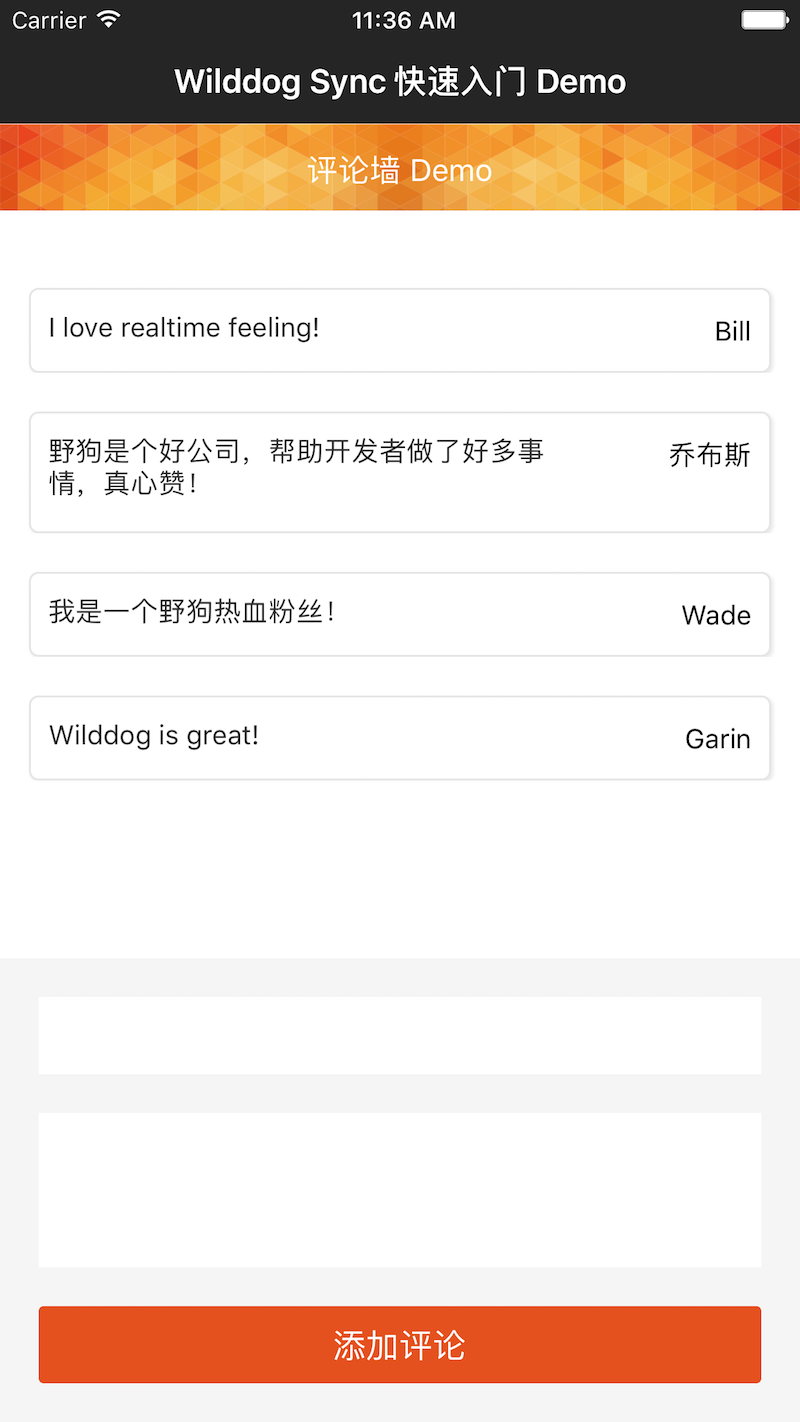 Carrier 11:36 AM
Wilddog Sync 快速入门 Demo
评论墙 Demo
I love realtime feeling! Bill
野狗是个好公司，帮助开发者做了好多事 乔布斯
情，真心赞！
我是一个野狗热血粉丝！ Wade
Wilddog is great! Garin
添加评论